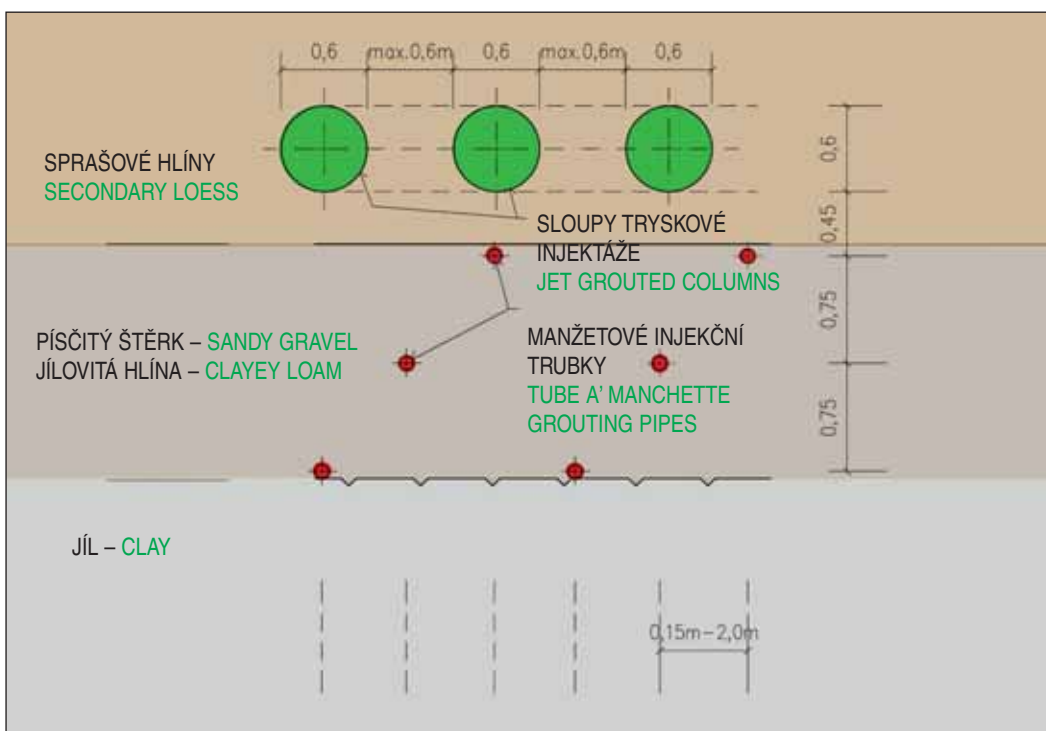 0,6 max.0,6m 0,6 max.0,6m 0,6
SPRAŠOVÉ HLÍNY
SECONDARY LOESS
0,6
SLOUPY TRYSKOVÉ
INJEKTÁŽE
JET GROUTED COLUMNS
0,45
PÍSČITÝ ŠTĚRK – SANDY GRAVEL
JÍLOVITÁ HLÍNA – CLAYEY LOAM
MANŽETOVÉ INJEKČNÍ
TRUBKY
TUBE A’ MANCHETTE
GROUTING PIPES
0,75
0,75
JÍL – CLAY
0,15m–2,0m